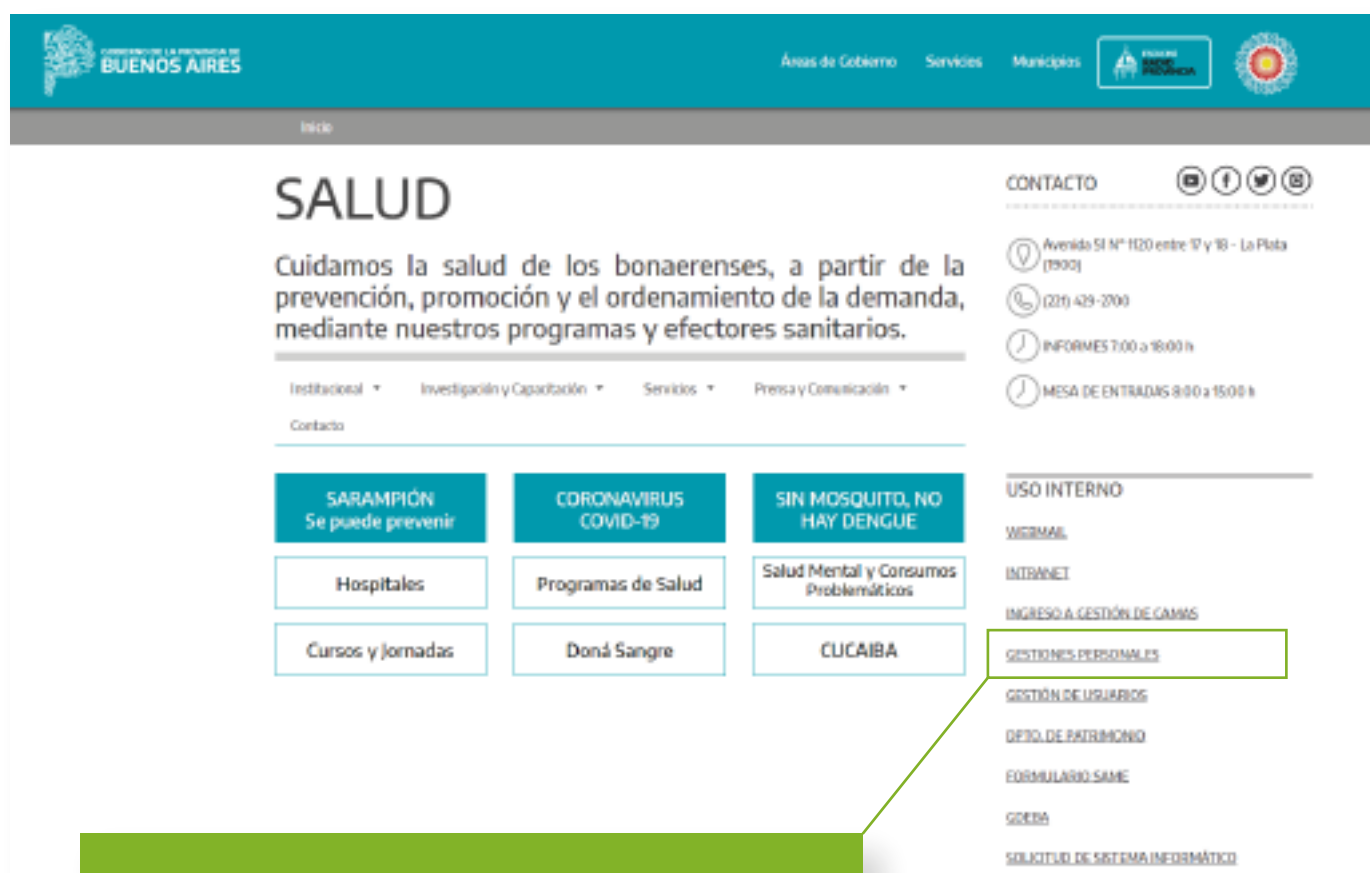 GOBIERNO DE LA PROVINCIA DE
BUENOS AIRES
Áreas de Gobierno
Servicios
Municipios
ESCUCHÁ
RADIO
PROVINCIA
Inicio
SALUD
Cuidamos la salud de los bonaerenses, a partir de la
prevención, promoción y el ordenamiento de la demanda,
mediante nuestros programas y efectores sanitarios.
Institucional
Investigación y Capacitación
Servicios
Prensa y Comunicación
Contacto
SARAMPIÓN
Se puede prevenir
CORONAVIRUS
COVID-19
SIN MOSQUITO, NO
HAY DENGUE
Hospitales
Programas de Salud
Salud Mental y Consumos
Problemáticos
Cursos y Jornadas
Doná Sangre
CUCAIBA
CONTACTO
Avenida 51 N° 1120 entre 17 y 18 - La Plata
(1900)
(221) 429-2700
INFORMES 7:00 a 18:00 h
MESA DE ENTRADAS 8:00 a 15:00 h
USO INTERNO
WEBMAIL
INTRANET
INGRESO A GESTIÓN DE CAMAS
GESTIONES PERSONALES
GESTIÓN DE USUARIOS
DPTO. DE PATRIMONIO
FORMULARIO SAME
GDEBA
SOLICITUD DE SISTEMA INFORMÁTICO